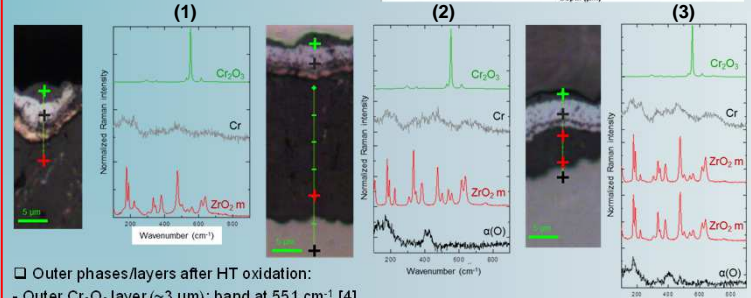 (1)
(2)
(3)
Normalized Raman intensity
Cr₂O₃
Cr
ZrO₂ m
200 400 600 800
Wavenumber (cm⁻¹)
5 µm
Normalized Raman intensity
Cr₂O₃
Cr
ZrO₂ m
α(O)
200 400 600 800
Wavenumber (cm⁻¹)
5 µm
Normalized Raman intensity
Cr₂O₃
Cr
ZrO₂ m
ZrO₂ m
α(O)
200 400 600 800
5 µm
❑ Outer phases/layers after HT oxidation:
- Outer Cr₂O₃ layer (~3 µm): band at 551 cm⁻¹ [4]